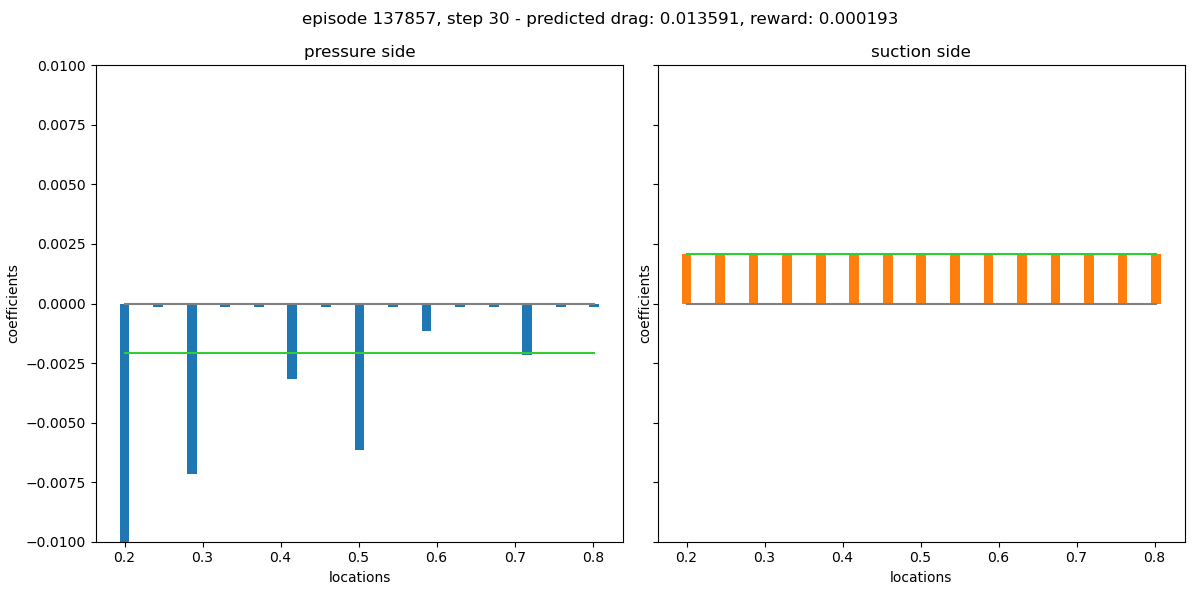 episode 137857, step 30 - predicted drag: 0.013591, reward: 0.000193
pressure side
suction side
0.0100
0.0075
0.0050
0.0025
0.0000
−0.0025
−0.0050
−0.0075
−0.0100
coefficients
0.2 0.3 0.4 0.5 0.6 0.7 0.8
locations
coefficients
0.2 0.3 0.4 0.5 0.6 0.7 0.8
locations